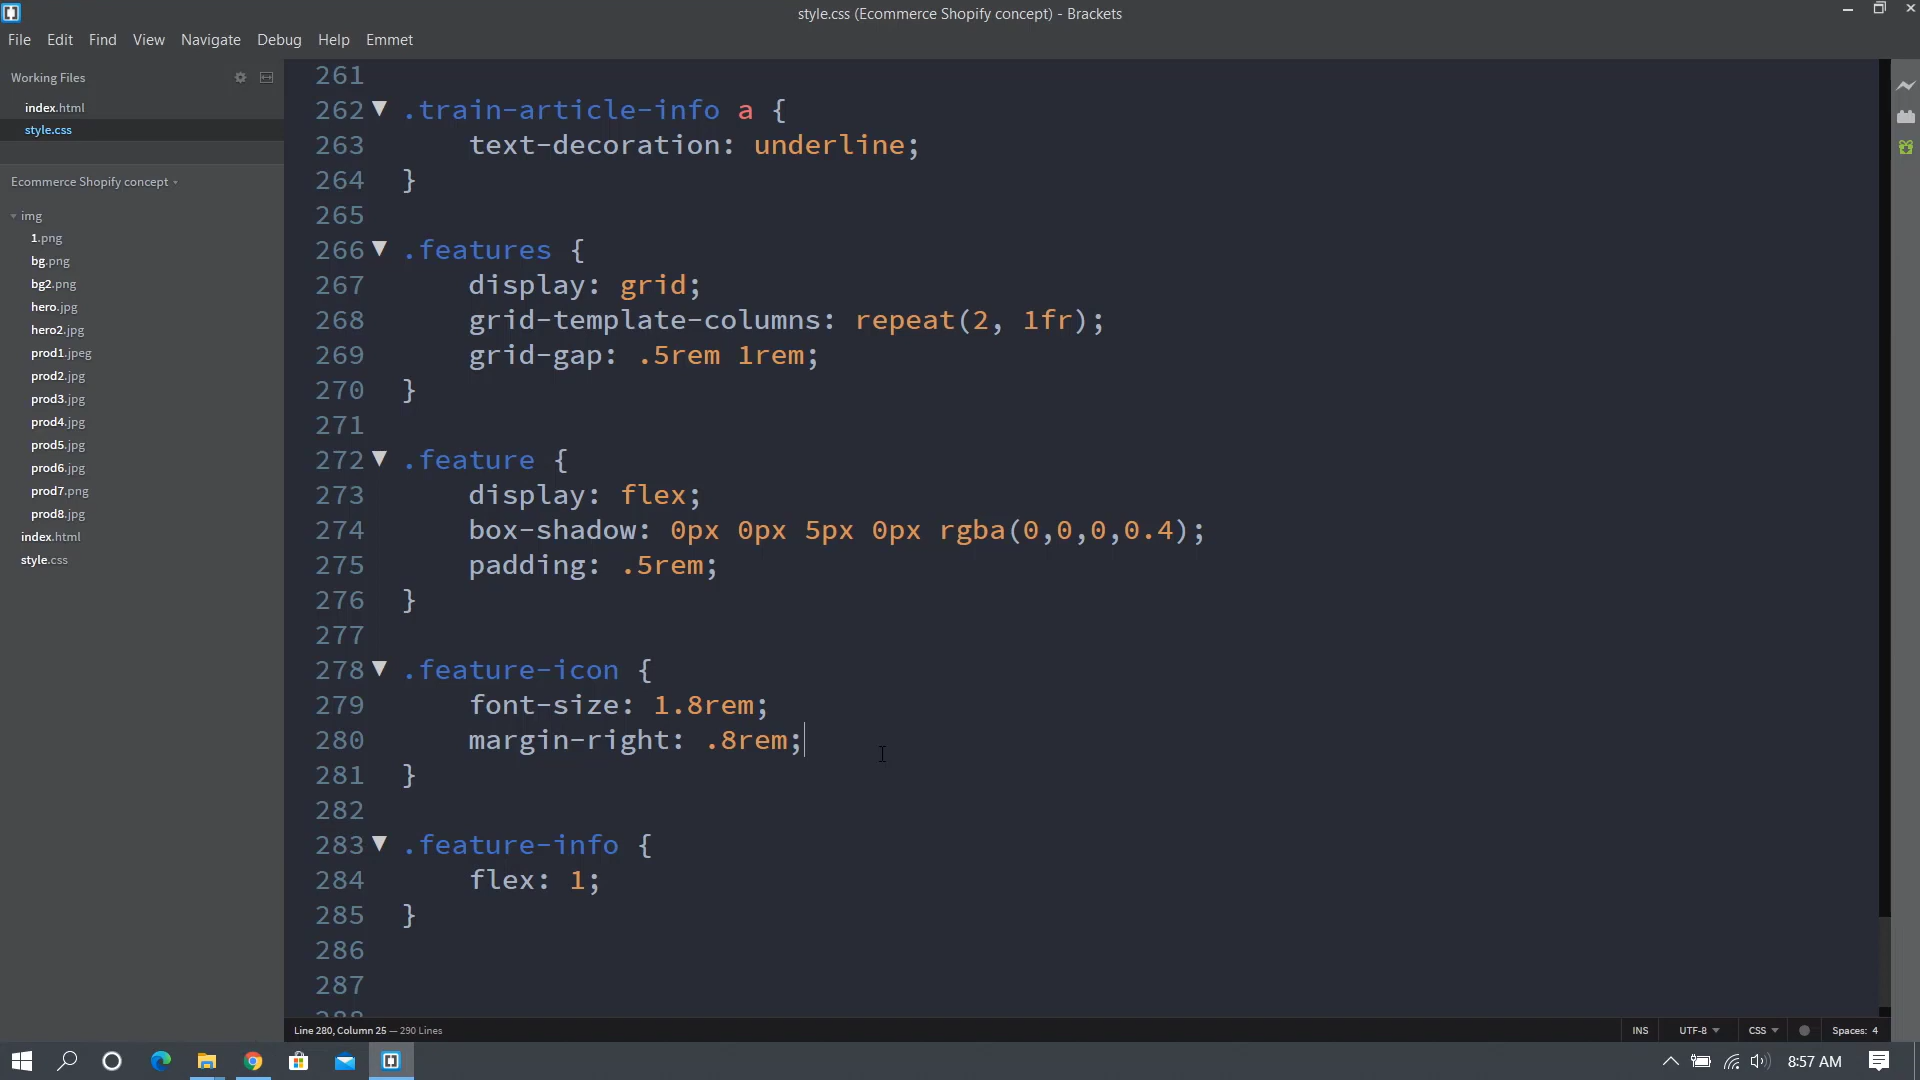 style.css (Ecommerce Shopify concept) - Brackets
File Edit Find View Navigate Debug Help Emmet
Working Files
index.html
style.css
Ecommerce Shopify concept
img
1.png
bg.png
bg2.png
hero.jpg
hero2.jpg
prod1.jpeg
prod2.jpg
prod3.jpg
prod4.jpg
prod5.jpg
prod6.jpg
prod7.png
prod8.jpg
index.html
style.css
261
262 .train-article-info a {
263 text-decoration: underline;
264 }
265
266 .features {
267 display: grid;
268 grid-template-columns: repeat(2, 1fr);
269 grid-gap: .5rem 1rem;
270 }
271
272 .feature {
273 display: flex;
274 box-shadow: 0px 0px 5px 0px rgba(0,0,0,0.4);
275 padding: .5rem;
276 }
277
278 .feature-icon {
279 font-size: 1.8rem;
280 margin-right: .8rem;
281 }
282
283 .feature-info {
284 flex: 1;
285 }
286
287
Line 280, Column 25 — 290 Lines
INS UTF-8 CSS Spaces: 4
8:57 AM